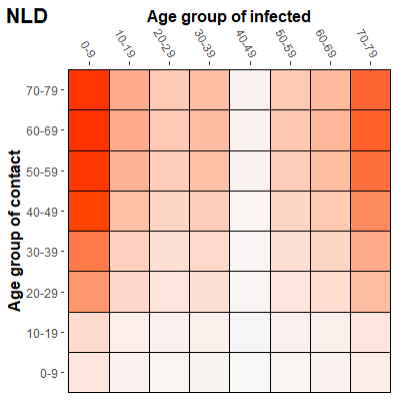 NLD
Age group of infected
0-9 10-19 20-29 30-39 40-49 50-59 60-69 70-79
Age group of contact
70-79
60-69
50-59
40-49
30-39
20-29
10-19
0-9